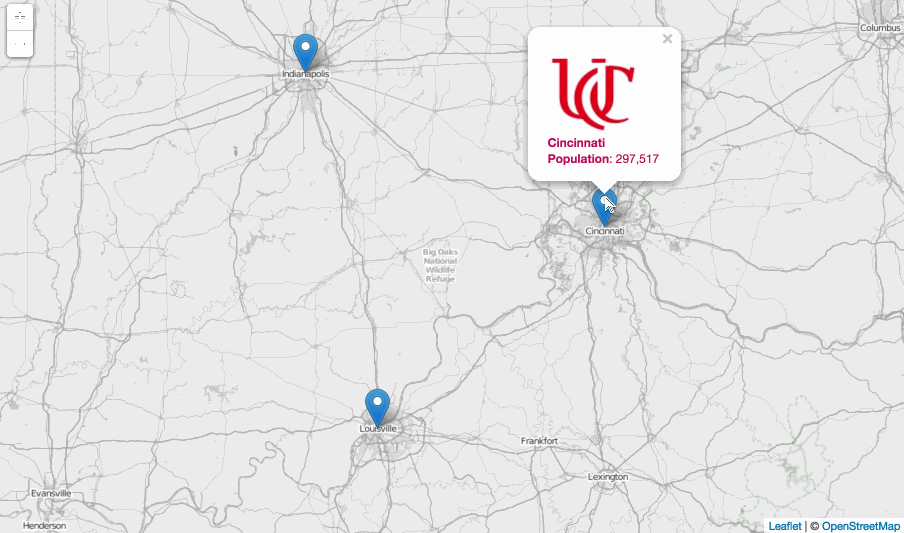 Columbus
Indianapolis
×
UC
Cincinnati
Population: 297,517
Cincinnati
Big Oaks
National
Wildlife
Refuge
Louisville
Frankfort
Lexington
Evansville
Henderson
Leaflet | © OpenStreetMap